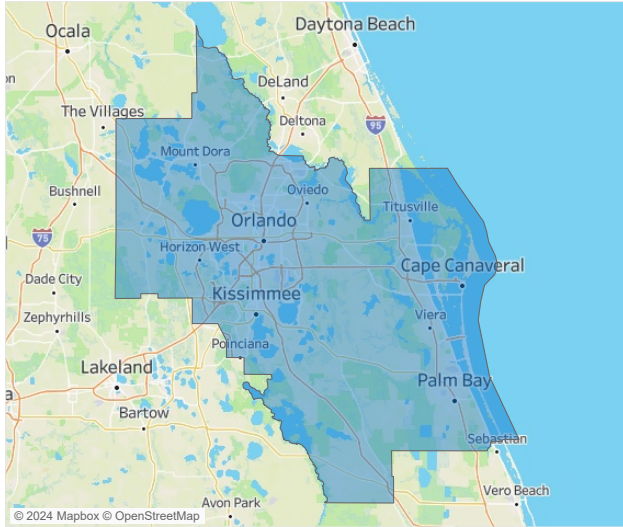 Daytona Beach
Ocala
DeLand
The Villages
Deltona
95
Mount Dora
Bushnell
Oviedo
Titusville
Orlando
75
Horizon West
Cape Canaveral
Dade City
Kissimmee
Zephyrhills
Viera
Poinciana
Lakeland
Palm Bay
Bartow
Sebastian
Vero Beach
Avon Park
© 2024 Mapbox © OpenStreetMap